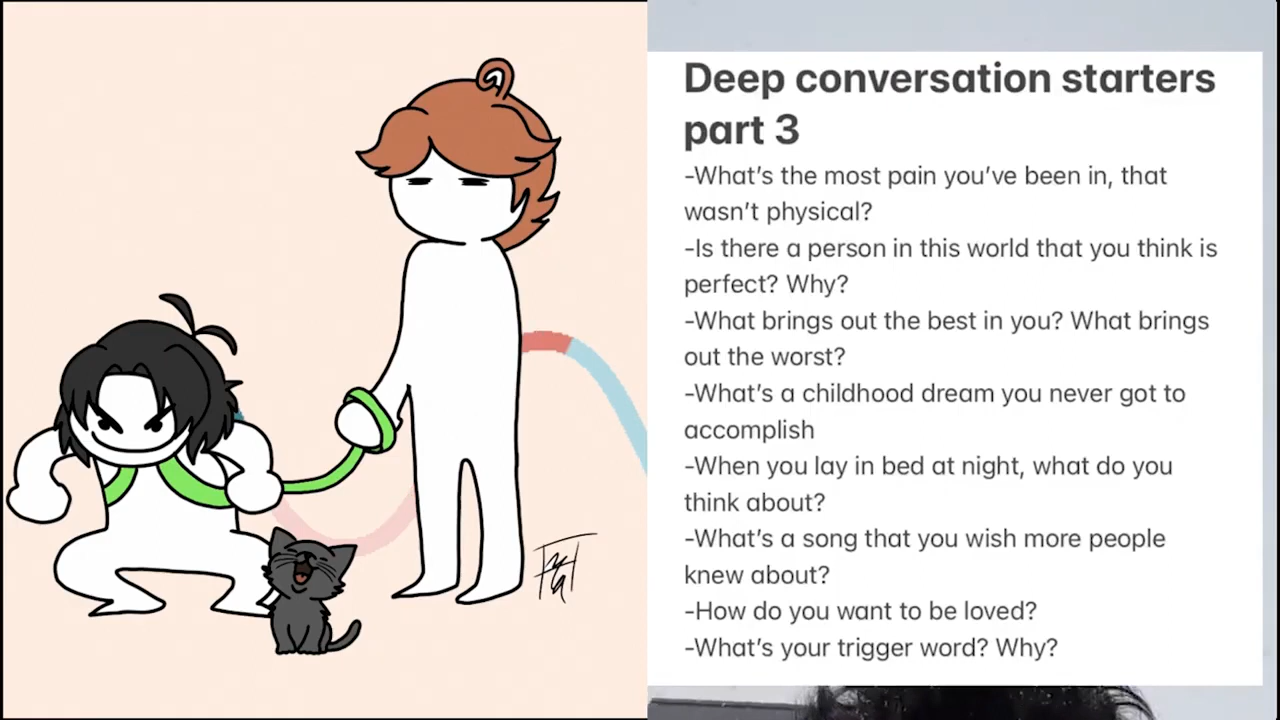 Deep conversation starters
part 3
-What's the most pain you've been in, that
wasn't physical?
-Is there a person in this world that you think is
perfect? Why?
-What brings out the best in you? What brings
out the worst?
-What's a childhood dream you never got to
accomplish
-When you lay in bed at night, what do you
think about?
-What's a song that you wish more people
knew about?
-How do you want to be loved?
-What's your trigger word? Why?